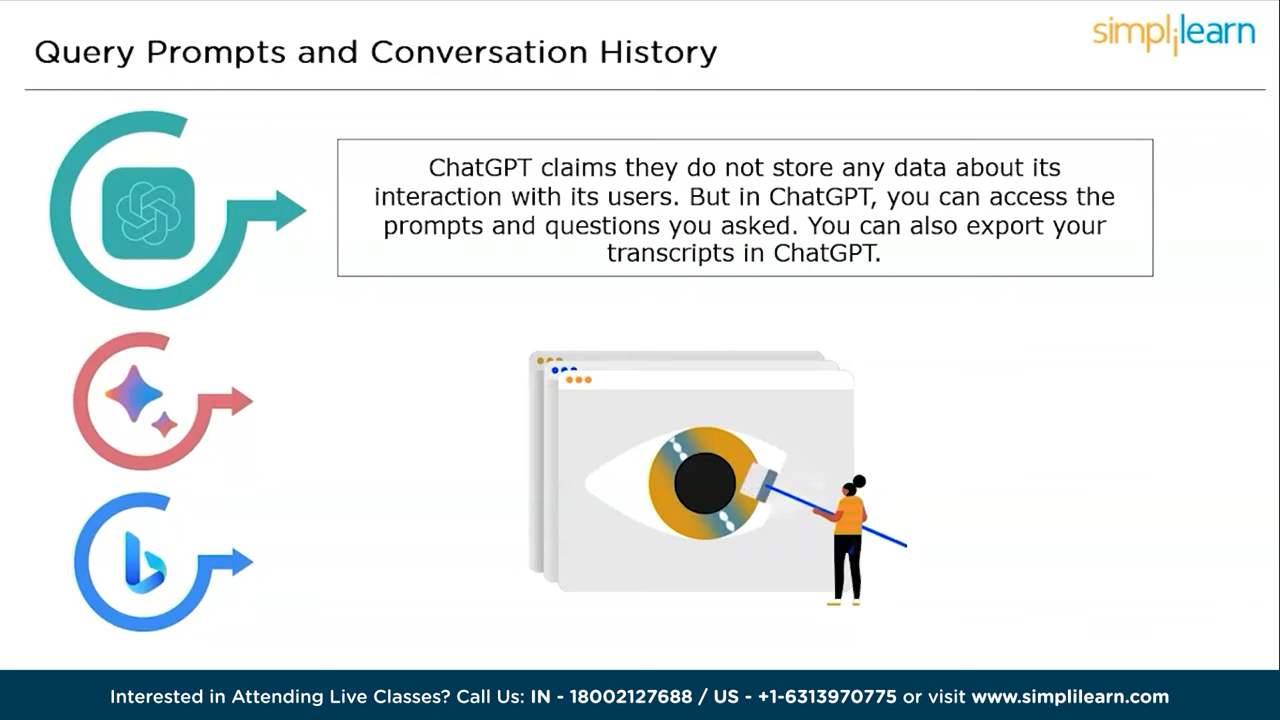 Query Prompts and Conversation History
simplilearn
ChatGPT claims they do not store any data about its
interaction with its users. But in ChatGPT, you can access the
prompts and questions you asked. You can also export your
transcripts in ChatGPT.
Interested in Attending Live Classes? Call Us: IN - 18002127688 / US - +1-6313970775 or visit www.simplilearn.com